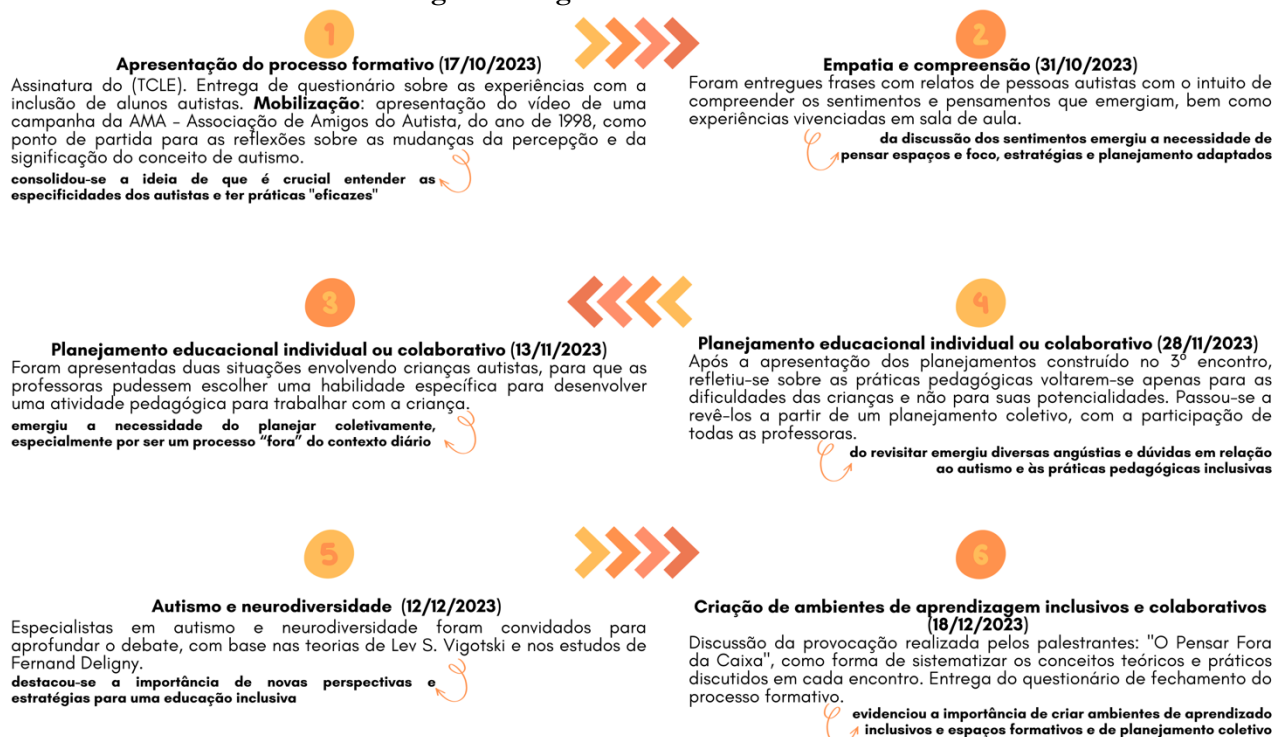 1
Apresentação do processo formativo (17/10/2023)
Assinatura do (TCLE). Entrega de questionário sobre as experiências com a
inclusão de alunos autistas. Mobilização: apresentação do vídeo de uma
campanha da AMA - Associação de Amigos do Autista, do ano de 1998, como
ponto de partida para as reflexões sobre as mudanças da percepção e da
significação do conceito de autismo.
consolidou-se a ideia de que é crucial entender as
especificidades dos autistas e ter práticas "eficazes"
2
Empatia e compreensão (31/10/2023)
Foram entregues frases com relatos de pessoas autistas com o intuito de
compreender os sentimentos e pensamentos que emergiam, bem como
experiências vivenciadas em sala de aula.
da discussão dos sentimentos emergiu a necessidade de
pensar espaços e foco, estratégias e planejamento adaptados
3
Planejamento educacional individual ou colaborativo (13/11/2023)
Foram apresentadas duas situações envolvendo crianças autistas, para que as
professoras pudessem escolher uma habilidade específica para desenvolver
uma atividade pedagógica para trabalhar com a criança.
emergiu a necessidade do planejar coletivamente,
especialmente por ser um processo “fora” do contexto diário
4
Planejamento educacional individual ou colaborativo (28/11/2023)
Após a apresentação dos planejamentos construído no 3º encontro,
refletiu-se sobre as práticas pedagógicas voltarem-se apenas para as
dificuldades das crianças e não para suas potencialidades. Passou-se a
revê-los a partir de um planejamento coletivo, com a participação de
todas as professoras.
do revisitar emergiu diversas angústias e dúvidas em relação
ao autismo e às práticas pedagógicas inclusivas
5
Autismo e neurodiversidade (12/12/2023)
Especialistas em autismo e neurodiversidade foram convidados para
aprofundar o debate, com base nas teorias de Lev S. Vigotski e nos estudos de
Fernand Deligny.
destacou-se a importância de novas perspectivas e
estratégias para uma educação inclusiva
6
Criação de ambientes de aprendizagem inclusivos e colaborativos
(18/12/2023)
Discussão da provocação realizada pelos palestrantes: "O Pensar Fora
da Caixa", como forma de sistematizar os conceitos teóricos e práticos
discutidos em cada encontro. Entrega do questionário de fechamento do
processo formativo.
evidenciou a importância de criar ambientes de aprendizado
inclusivos e espaços formativos e de planejamento coletivo